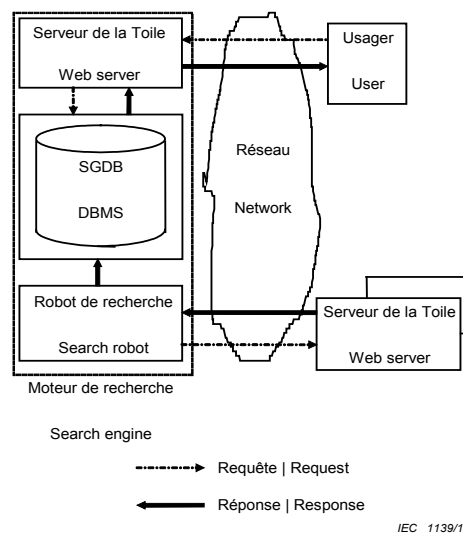 Serveur de la Toile
Web server
Usager
User
SGDB
DBMS
Réseau
Network
Robot de recherche
Search robot
Serveur de la Toile
Web server
Moteur de recherche
Search engine
Requête | Request
Réponse | Response
IEC 1139/1